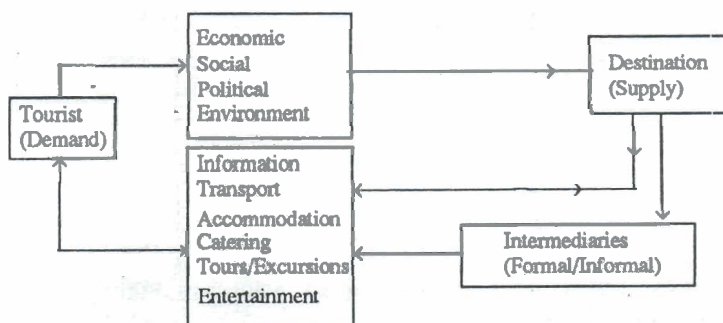 Economic
Social
Political
Environment
Destination
(Supply)
Tourist
(Demand)
Information
Transport
Accommodation
Catering
Tours/Excursions
Entertainment
Intermediaries
(Formal/Informal)